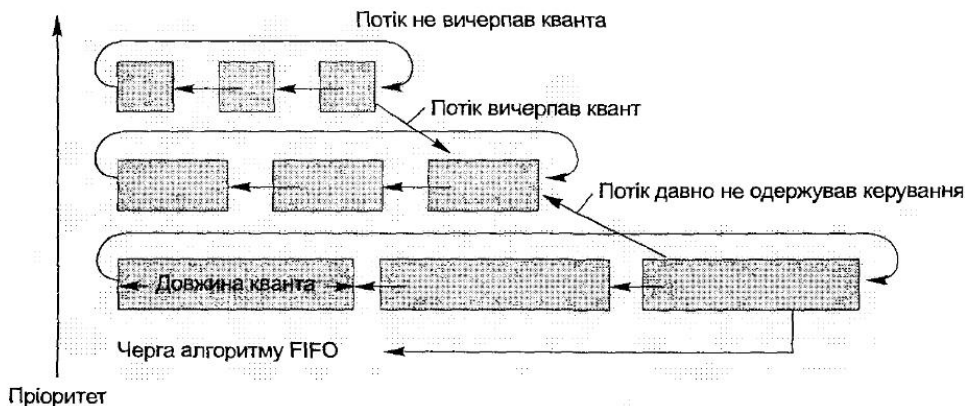 Потік не вичерпав кванта
Потік вичерпав квант
Потік давно не одержував керування
Довжина кванта
Черга алгоритму FIFO
Пріоритет